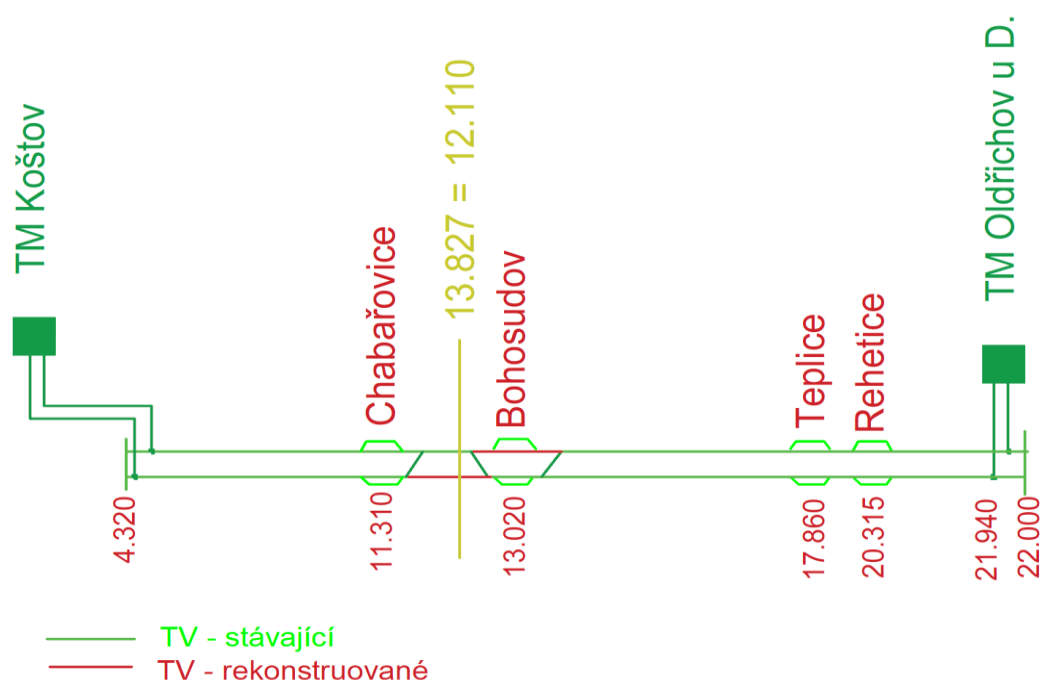 TM Koštov
Chabařovice
13.827 = 12.110
Bohosudov
Teplice
Rehetice
TM Oldřichov u D.
4.320
11.310
13.020
17.860
20.315
21.940
22.000
TV - stávající
TV - rekonstruované